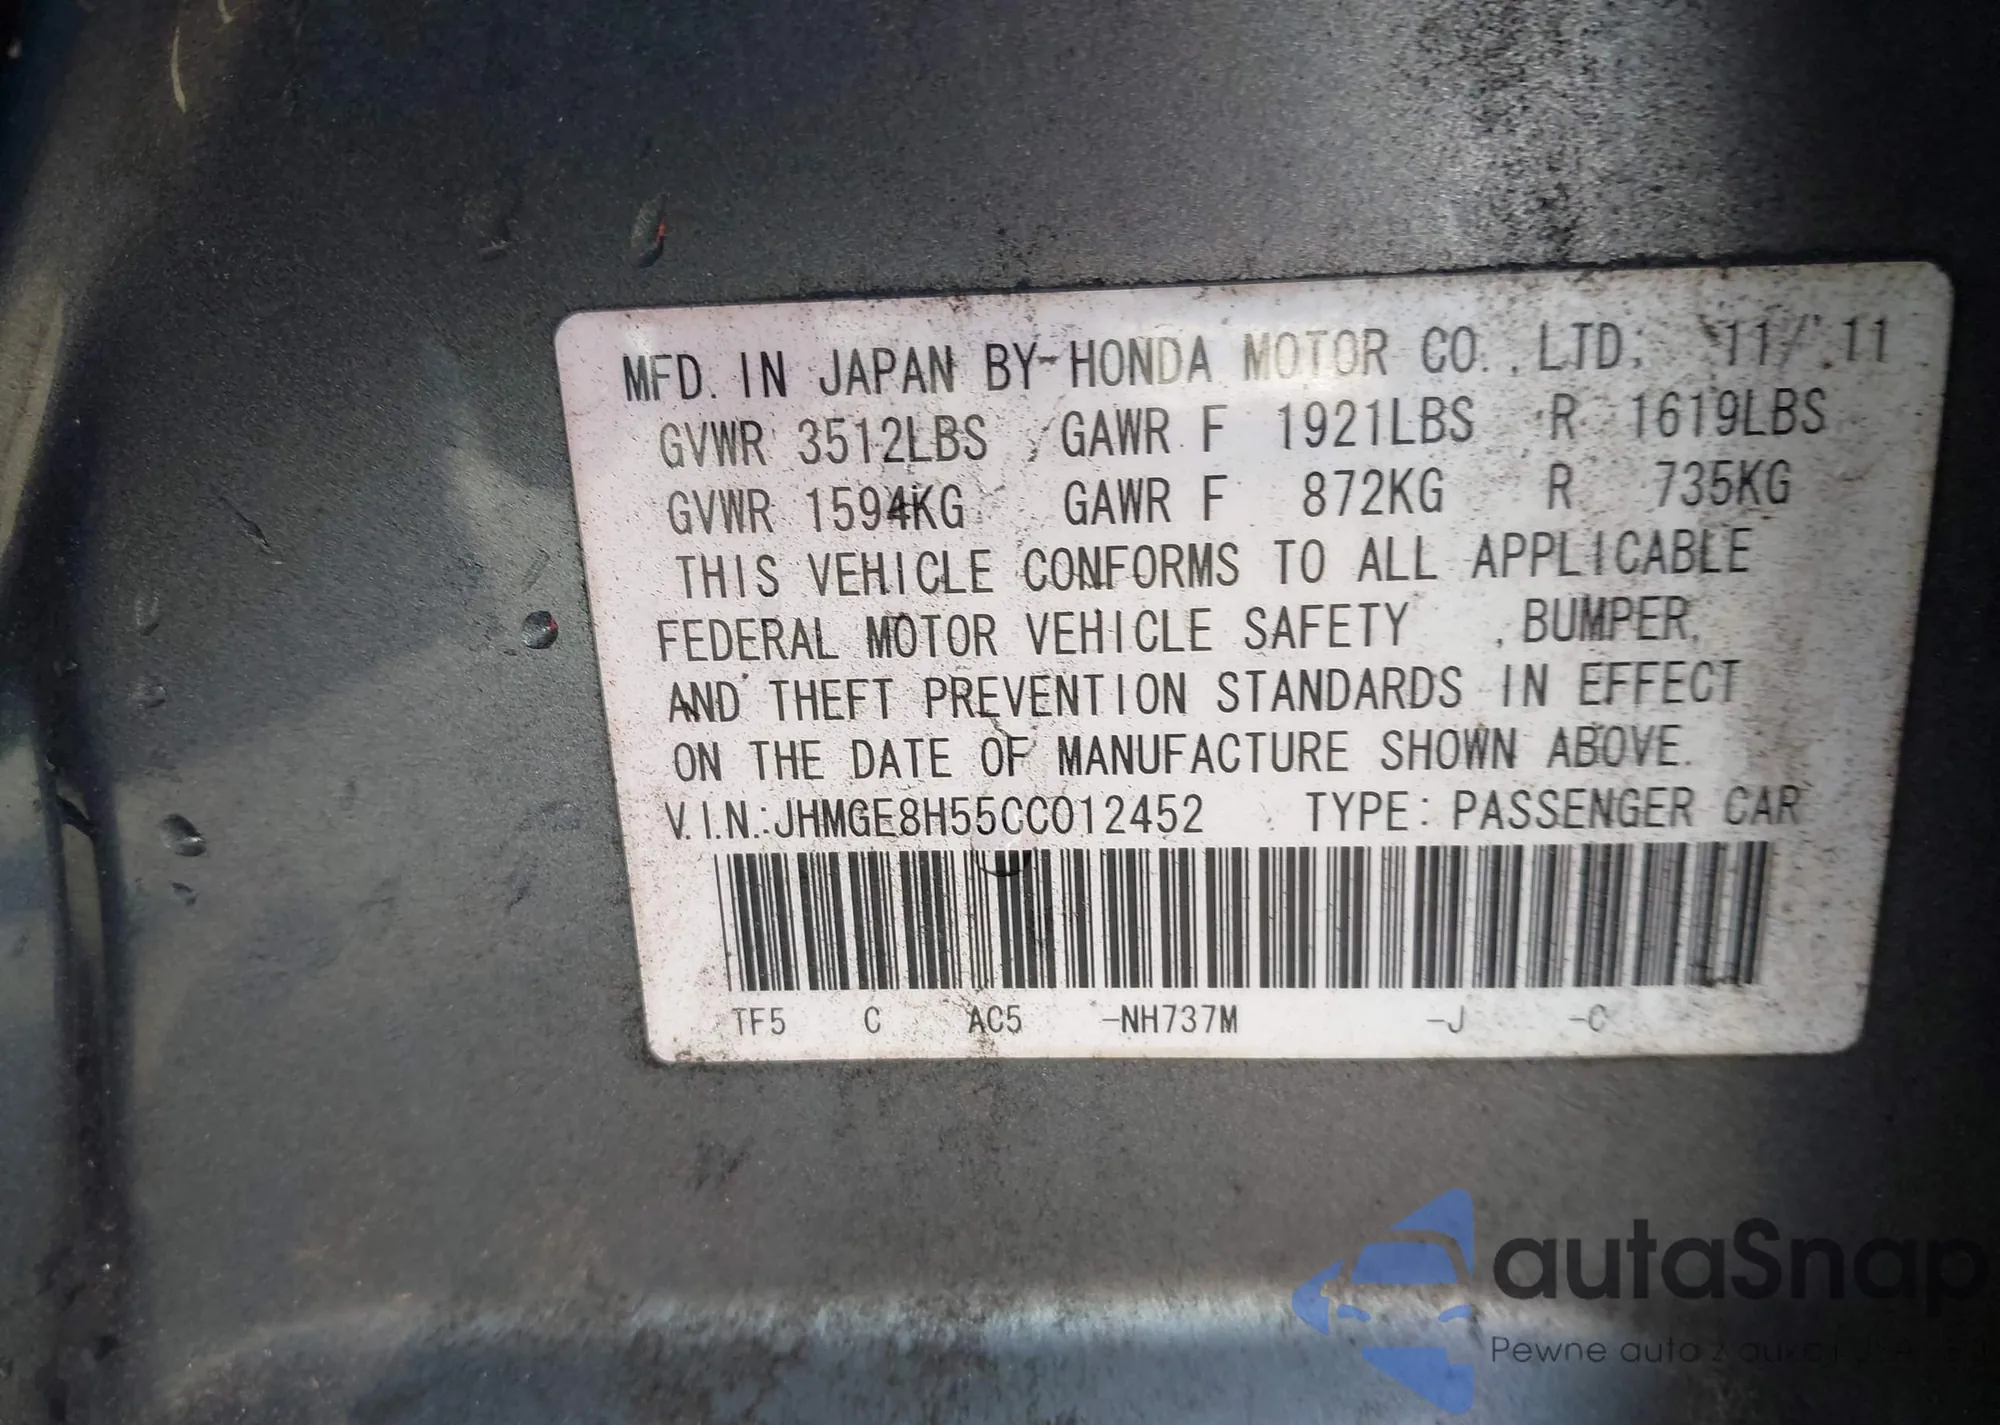 MFD. IN JAPAN BY HONDA MOTOR CO., LTD. 11/11
GVWR 3512LBS GAWR F 1921LBS R 1619LBS
GVWR 1594KG GAWR F 872KG R 735KG
THIS VEHICLE CONFORMS TO ALL APPLICABLE
FEDERAL MOTOR VEHICLE SAFETY , BUMPER,
AND THEFT PREVENTION STANDARDS IN EFFECT
ON THE DATE OF MANUFACTURE SHOWN ABOVE.
V.I.N.:JHMGE8H55CC012452 TYPE: PASSENGER CAR
TF5 C AC5 -NH737M -J -C
autaSnap
Pewne auta z